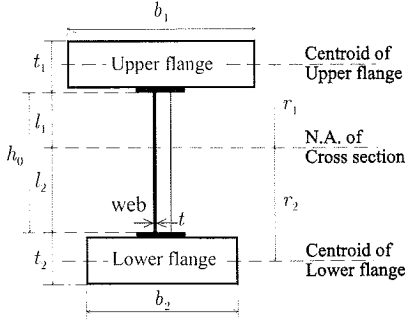 b₁
t₁
Upper flange
Centroid of
Upper flange
l₁
r₁
h₀
N.A. of
Cross section
l₂
r₂
web
t
t₂
Lower flange
Centroid of
Lower flange
b₂